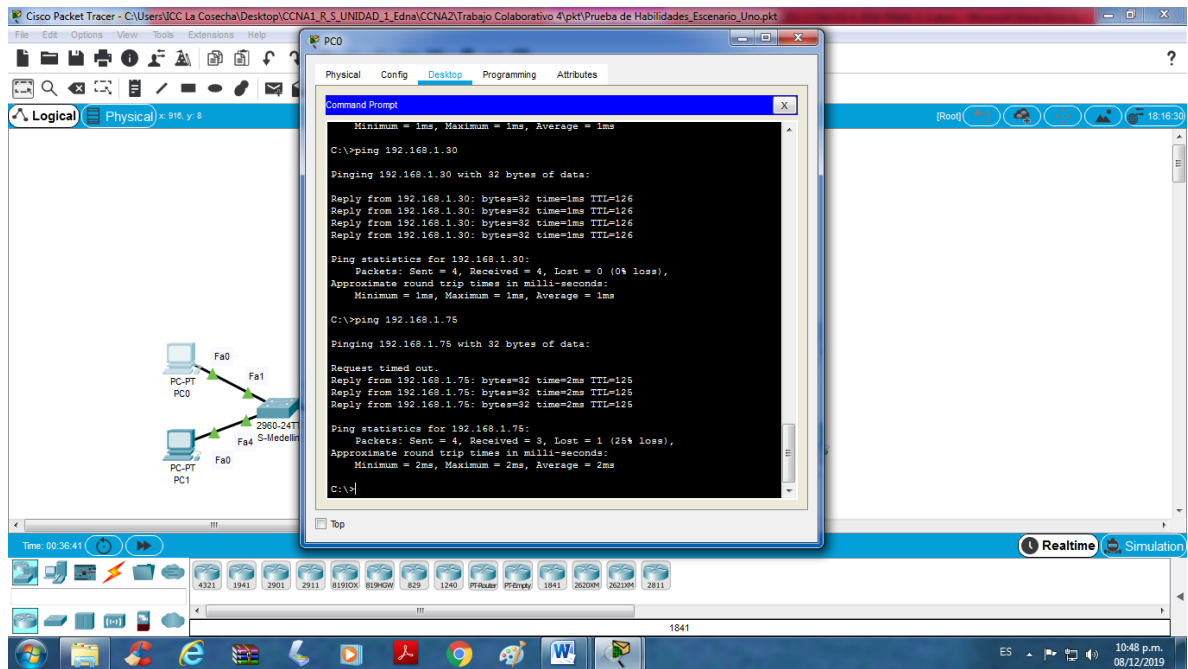 Cisco Packet Tracer - C:\Users\JCC La Cosecha\Desktop\CCNA1_R_S_UNIDAD_1_Edna\CCNA2\Trabajo Colaborativo 4\pkt\Prueba de Habilidades_Escenario_Uno.pkt
File Edit Options View Tools Extensions Help
?
Logical Physical x: 916, y: 8
[Root] 18:16:30
PC0
Physical Config Desktop Programming Attributes
Command Prompt X
Minimum = 1ms, Maximum = 1ms, Average = 1ms
C:\>ping 192.168.1.30
Pinging 192.168.1.30 with 32 bytes of data:
Reply from 192.168.1.30: bytes=32 time=1ms TTL=126
Reply from 192.168.1.30: bytes=32 time=1ms TTL=126
Reply from 192.168.1.30: bytes=32 time=1ms TTL=126
Reply from 192.168.1.30: bytes=32 time=1ms TTL=126
Ping statistics for 192.168.1.30:
Packets: Sent = 4, Received = 4, Lost = 0 (0% loss),
Approximate round trip times in milli-seconds:
Minimum = 1ms, Maximum = 1ms, Average = 1ms
C:\>ping 192.168.1.75
Pinging 192.168.1.75 with 32 bytes of data:
Request timed out.
Reply from 192.168.1.75: bytes=32 time=2ms TTL=125
Reply from 192.168.1.75: bytes=32 time=2ms TTL=125
Reply from 192.168.1.75: bytes=32 time=2ms TTL=125
Ping statistics for 192.168.1.75:
Packets: Sent = 4, Received = 3, Lost = 1 (25% loss),
Approximate round trip times in milli-seconds:
Minimum = 2ms, Maximum = 2ms, Average = 2ms
C:\>
Top
Fa0
PC-PT
PC0
Fa1
2960-24TT
S-Medellin
Fa4
Fa0
PC-PT
PC1
Time: 00:36:41
Realtime Simulation
4321 1941 2901 2911 819IOX 819HGW 829 1240 PT-Router PT-Empty 1841 2620XM 2621XM 2811
1841
ES
10:48 p.m.
08/12/2019